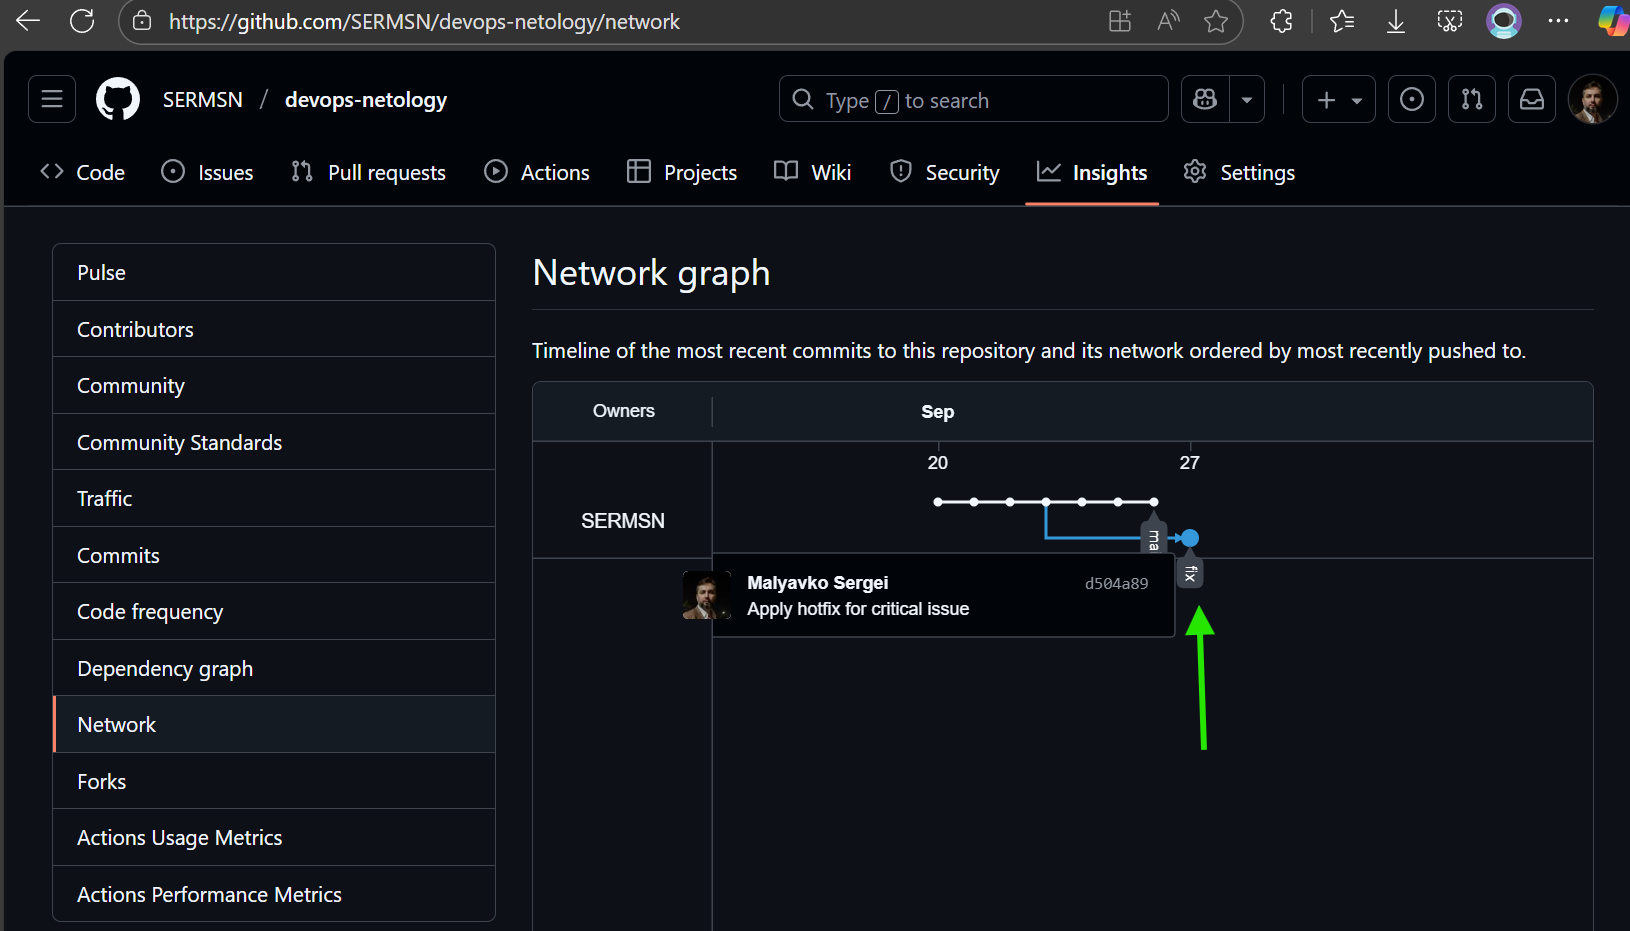 https://github.com/SERMSN/devops-netology/network
SERMSN / devops-netology
Type / to search
Code
Issues
Pull requests
Actions
Projects
Wiki
Security
Insights
Settings
Pulse
Contributors
Community
Community Standards
Traffic
Commits
Code frequency
Dependency graph
Network
Forks
Actions Usage Metrics
Actions Performance Metrics
Network graph
Timeline of the most recent commits to this repository and its network ordered by most recently pushed to.
Owners
Sep
20
27
SERMSN
ma
fix
Malyavko Sergei
d504a89
Apply hotfix for critical issue